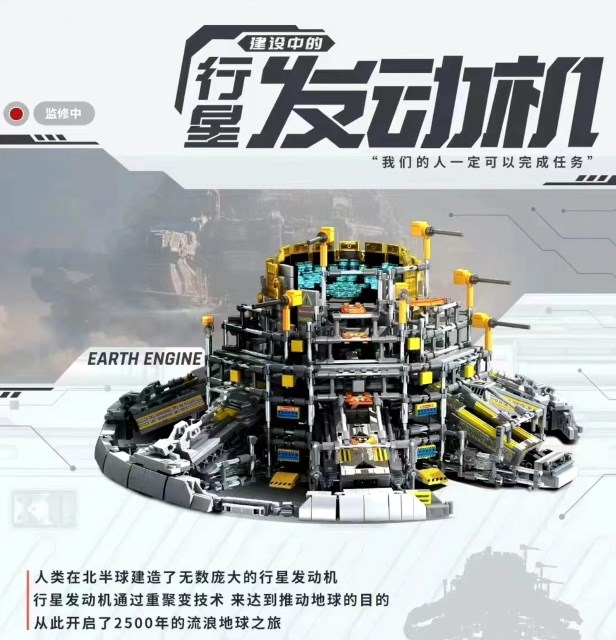 建设中的
行星发动机
监修中
“我们的人一定可以完成任务”
EARTH ENGINE
人类在北半球建造了无数庞大的行星发动机
行星发动机通过重聚变技术 来达到推动地球的目的
从此开启了2500年的流浪地球之旅